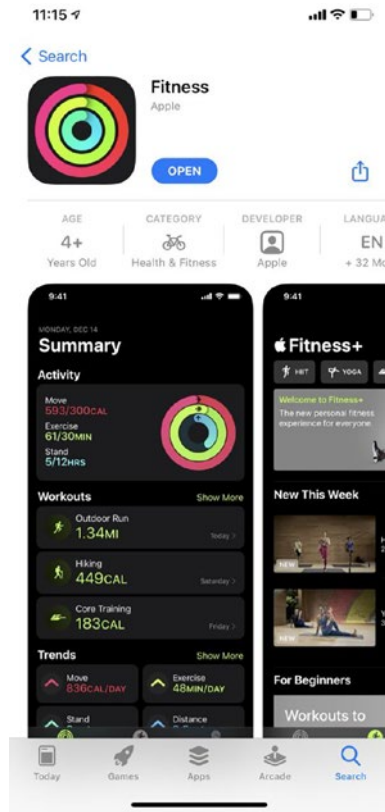 11:15
Search
Fitness
Apple
OPEN
AGE
4+
Years Old
CATEGORY
Health & Fitness
DEVELOPER
Apple
LANGUA
EN
+ 32 Mo
9:41
MONDAY, DEC 14
Summary
Activity
Move
593/300CAL
Exercise
61/30MIN
Stand
5/12HRS
Workouts Show More
Outdoor Run
1.34MI Today
Hiking
449CAL Saturday
Core Training
183CAL Friday
Trends Show More
Move
836CAL/DAY
Exercise
48MIN/DAY
Stand
Distance
9:41
Fitness+
HIIT YOGA
Welcome to Fitness+
The new personal fitness
experience for everyone.
New This Week
NEW
NEW
For Beginners
Workouts to
Today Games Apps Arcade Search